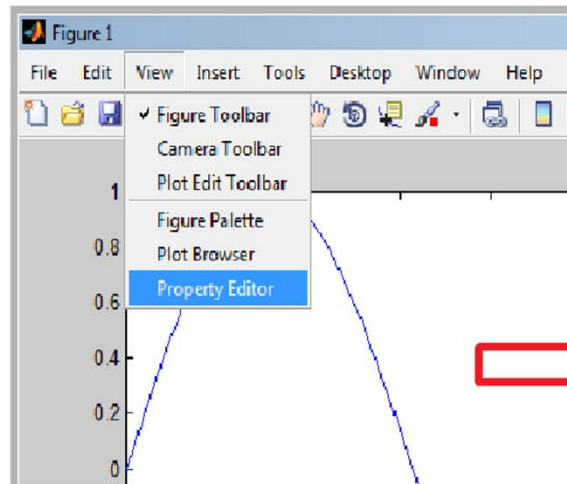 Figure 1
File Edit View Insert Tools Desktop Window Help
Figure Toolbar
Camera Toolbar
Plot Edit Toolbar
Figure Palette
Plot Browser
Property Editor
1
0.8
0.6
0.4
0.2
0